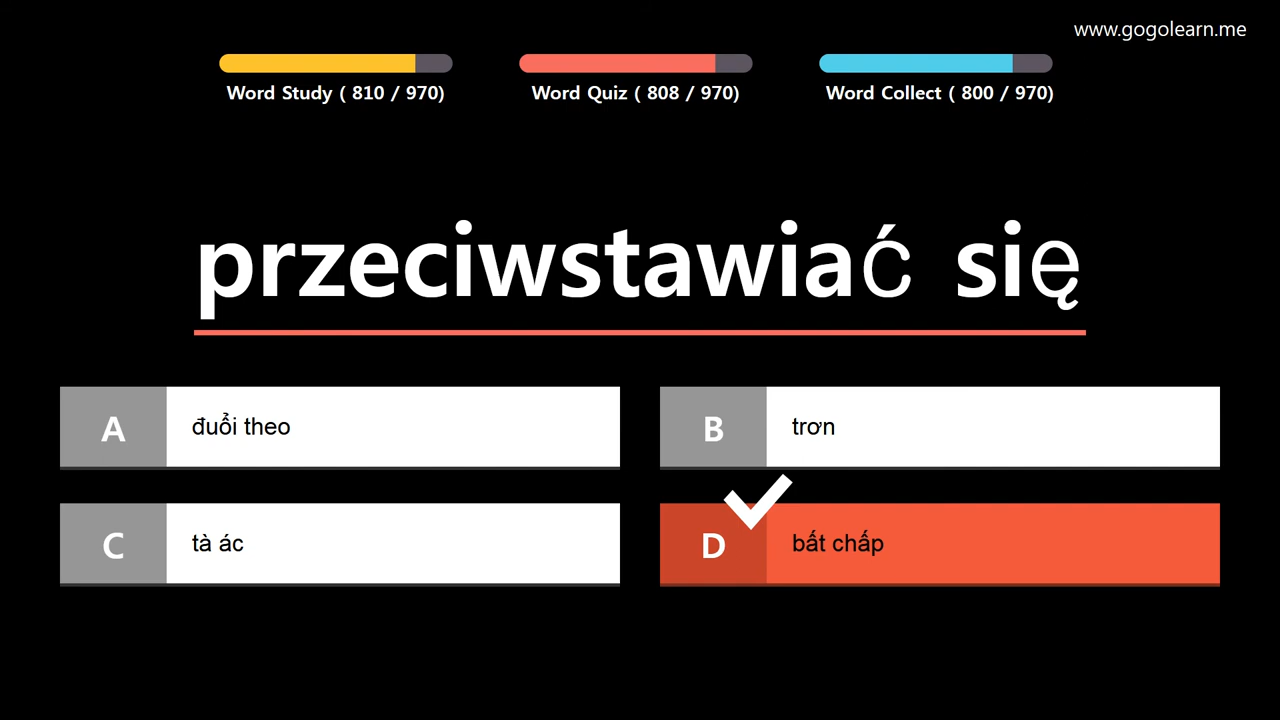 www.gogolearn.me
Word Study ( 810 / 970)
Word Quiz ( 808 / 970)
Word Collect ( 800 / 970)
przeciwstawiać się
A đuổi theo
B trơn
C tà ác
D bất chấp